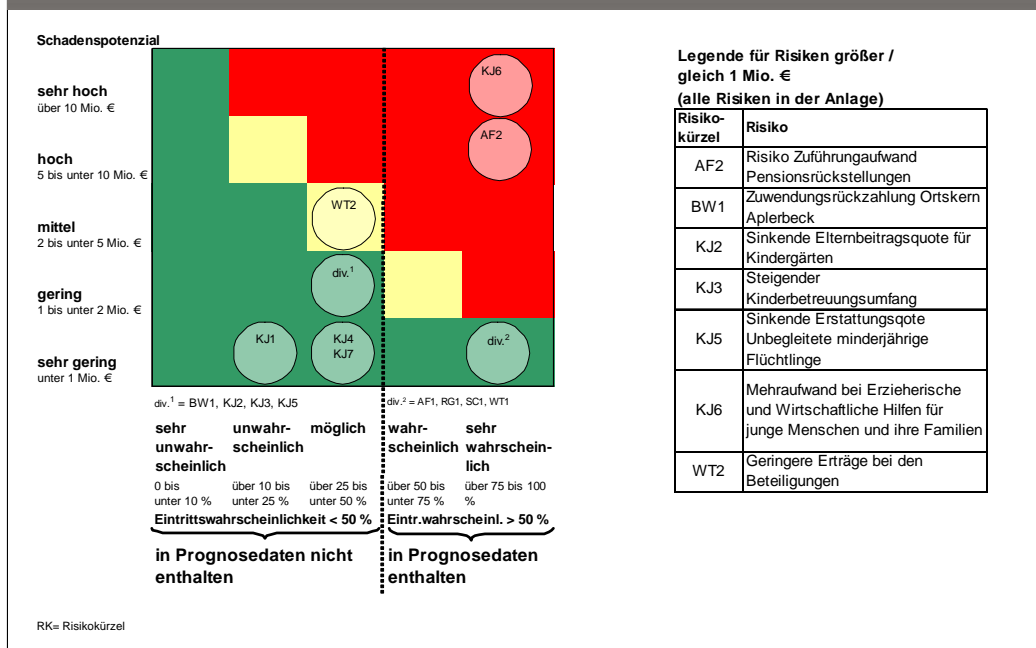 Schadenspotenzial
sehr hoch
über 10 Mio. €
hoch
5 bis unter 10 Mio. €
mittel
2 bis unter 5 Mio. €
gering
1 bis unter 2 Mio. €
sehr gering
unter 1 Mio. €
KJ6
AF2
WT2
div.¹
KJ1
KJ4
KJ7
div.²
div.¹ = BW1, KJ2, KJ3, KJ5
div.² = AF1, RG1, SC1, WT1
sehr
unwahr-
scheinlich
0 bis
unter 10 %
unwahr-
scheinlich
über 10 bis
unter 25 %
möglich
über 25 bis
unter 50 %
wahr-
scheinlich
über 50 bis
unter 75 %
sehr
wahrschein-
lich
über 75 bis 100
%
Eintrittswahrscheinlichkeit < 50 %
Eintr.wahrscheinl. > 50 %
in Prognosedaten nicht
enthalten
in Prognosedaten
enthalten
RK= Risikokürzel
Legende für Risiken größer /
gleich 1 Mio. €
(alle Risiken in der Anlage)
Risiko-
kürzel
Risiko
AF2
Risiko Zuführungaufwand
Pensionsrückstellungen
BW1
Zuwendungsrückzahlung Ortskern
Aplerbeck
KJ2
Sinkende Elternbeitragsquote für
Kindergärten
KJ3
Steigender
Kinderbetreuungsumfang
KJ5
Sinkende Erstattungsqote
Unbegleitete minderjährige
Flüchtlinge
KJ6
Mehraufwand bei Erzieherische
und Wirtschaftliche Hilfen für
junge Menschen und ihre Familien
WT2
Geringere Erträge bei den
Beteiligungen